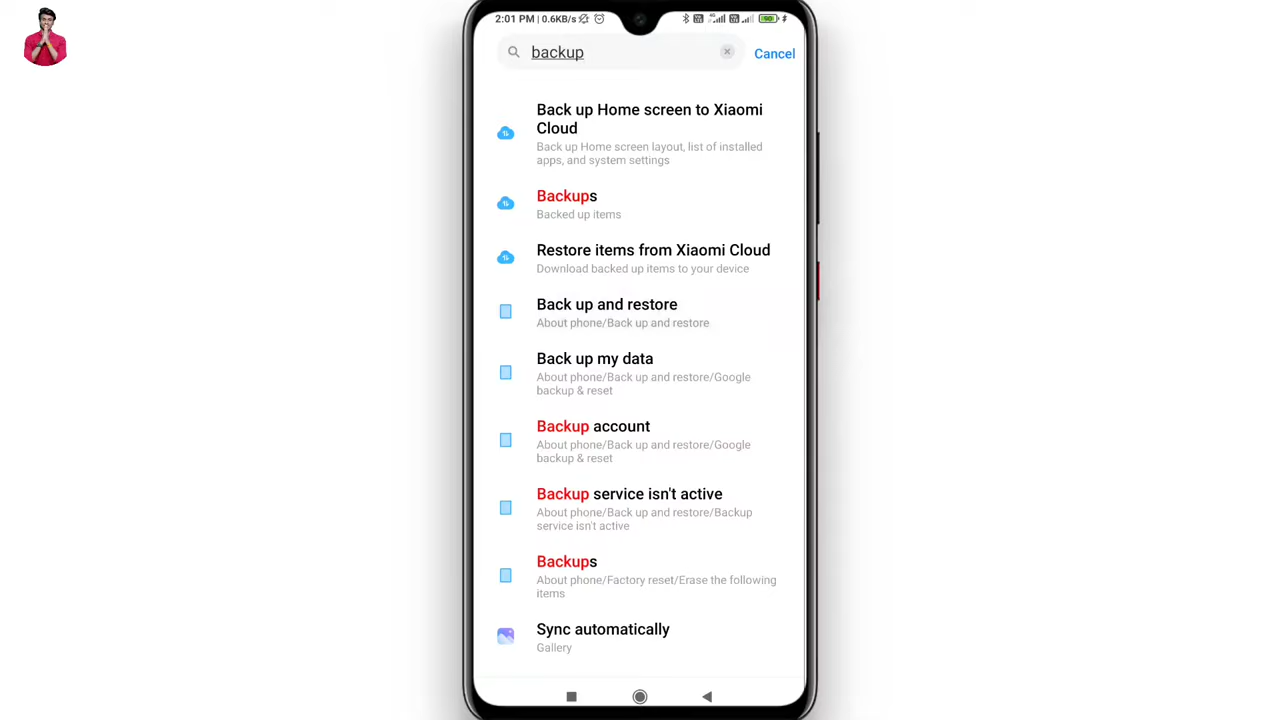 2:01 PM | 0.6KB/s
backup
Cancel
Back up Home screen to Xiaomi
Cloud
Back up Home screen layout, list of installed
apps, and system settings
Backups
Backed up items
Restore items from Xiaomi Cloud
Download backed up items to your device
Back up and restore
About phone/Back up and restore
Back up my data
About phone/Back up and restore/Google
backup & reset
Backup account
About phone/Back up and restore/Google
backup & reset
Backup service isn't active
About phone/Back up and restore/Backup
service isn't active
Backups
About phone/Factory reset/Erase the following
items
Sync automatically
Gallery